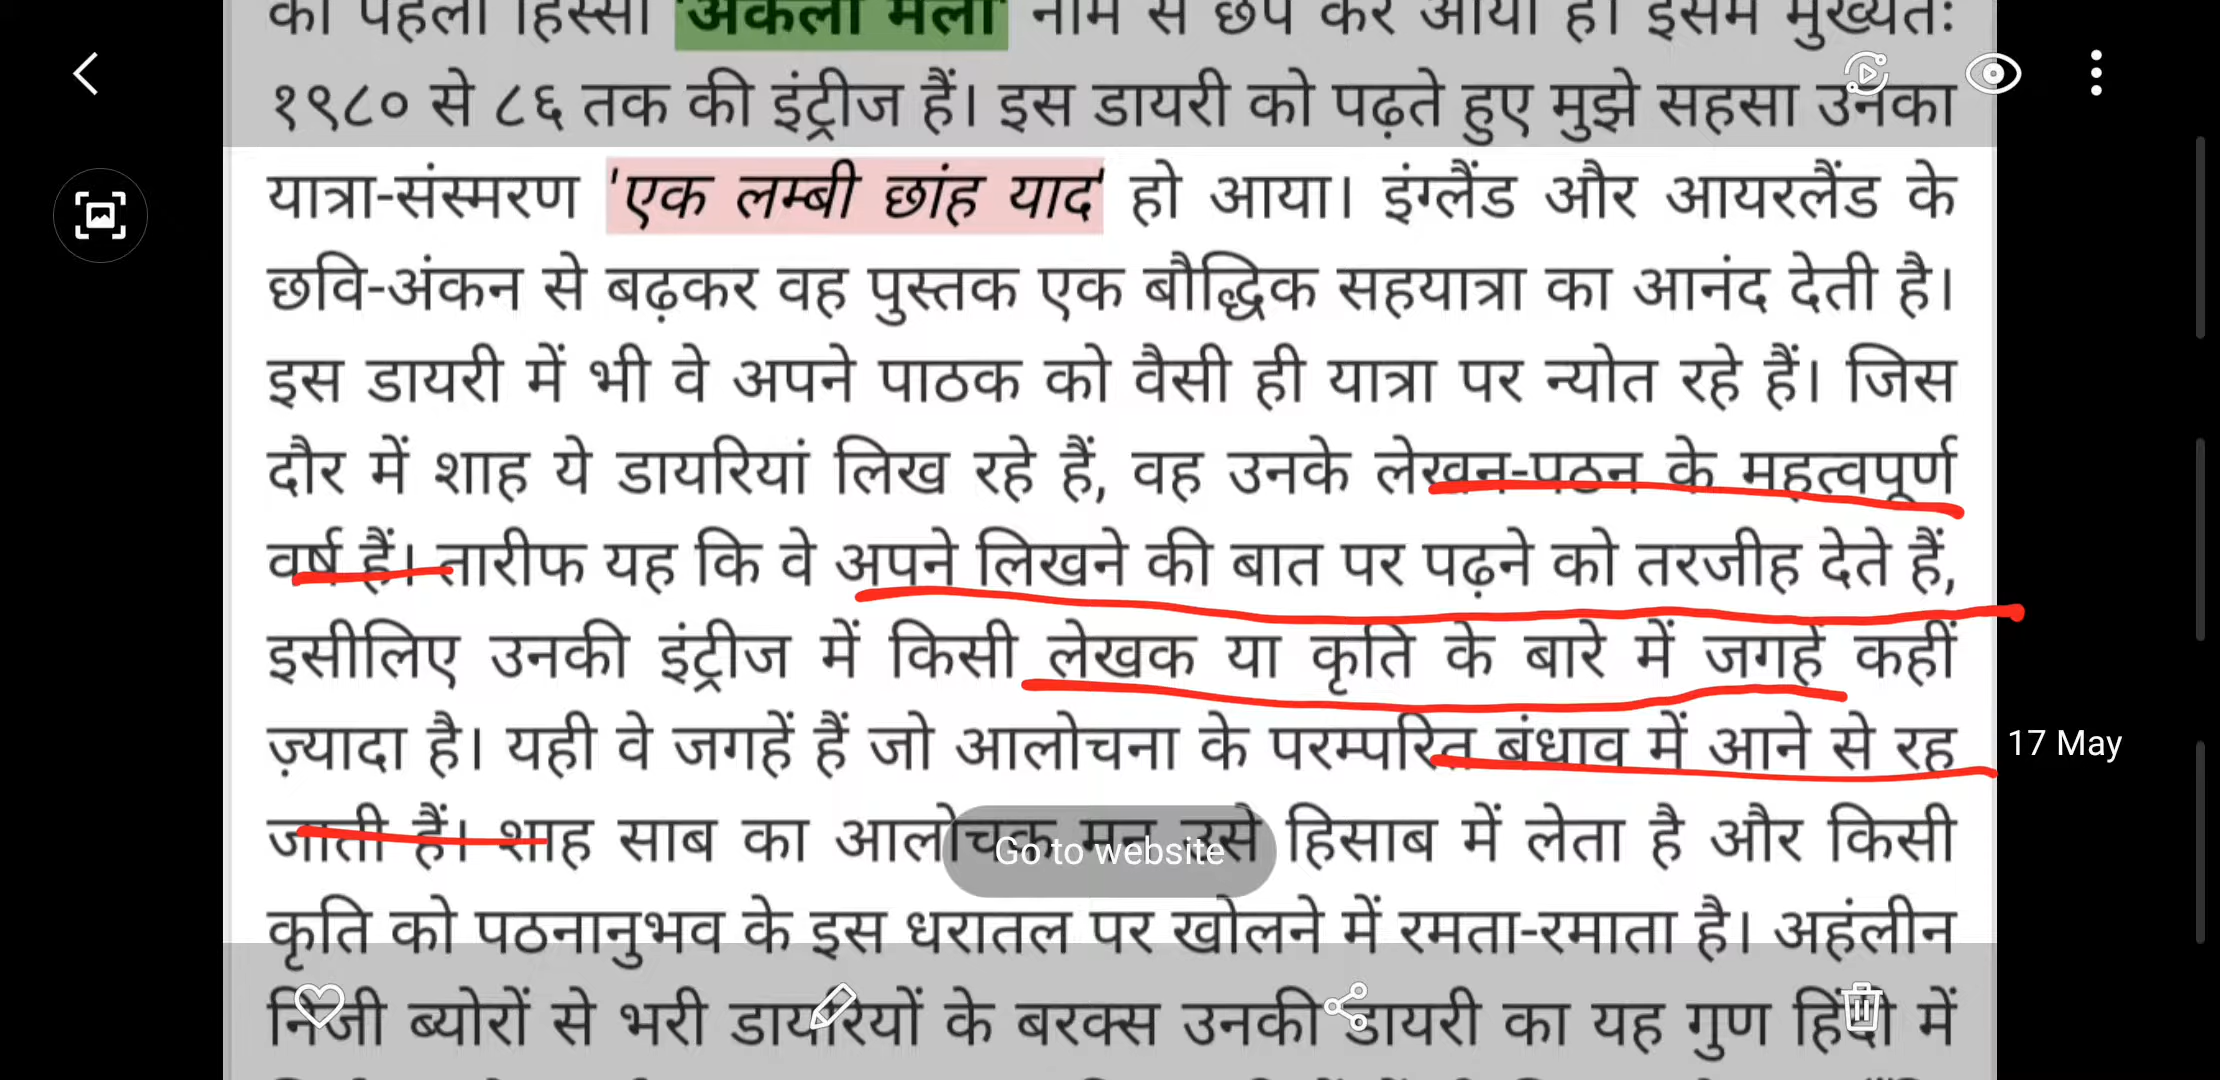 का पहला हिस्सा 'अकेला मेला' नाम से छप कर आया है। इसमें मुख्यतः
१९८० से ८६ तक की इंट्रीज हैं। इस डायरी को पढ़ते हुए मुझे सहसा उनका
यात्रा-संस्मरण 'एक लम्बी छांह याद' हो आया। इंग्लैंड और आयरलैंड के
छवि-अंकन से बढ़कर वह पुस्तक एक बौद्धिक सहयात्रा का आनंद देती है।
इस डायरी में भी वे अपने पाठक को वैसी ही यात्रा पर न्योत रहे हैं। जिस
दौर में शाह ये डायरियां लिख रहे हैं, वह उनके लेखन-पठन के महत्वपूर्ण
वर्ष हैं। तारीफ यह कि वे अपने लिखने की बात पर पढ़ने को तरजीह देते हैं,
इसीलिए उनकी इंट्रीज में किसी लेखक या कृति के बारे में जगहें कहीं
ज़्यादा है। यही वे जगहें हैं जो आलोचना के परम्परित बंधाव में आने से रह
17 May
जाती हैं। शाह साब का आलोचक मन उसे हिसाब में लेता है और किसी
Go to website
कृति को पठनानुभव के इस धरातल पर खोलने में रमता-रमाता है। अहंलीन
निजी ब्योरों से भरी डायरियों के बरक्स उनकी डायरी का यह गुण हिंदी में